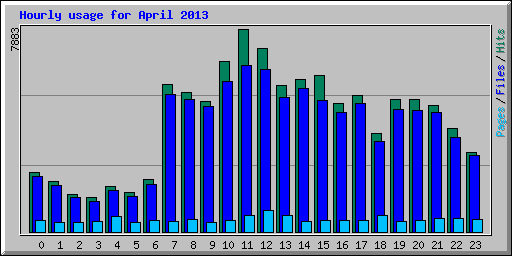 Hourly usage for April 2013
7883
Pages / Files / Hits
0 1 2 3 4 5 6 7 8 9 10 11 12 13 14 15 16 17 18 19 20 21 22 23